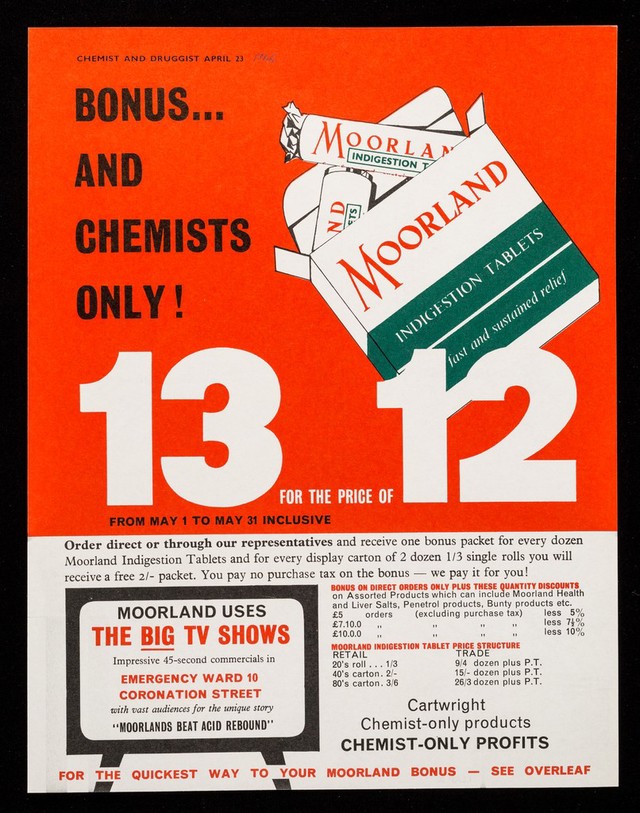 CHEMIST AND DRUGGIST APRIL 23
BONUS...
AND
CHEMISTS
ONLY!
MOORLAN
INDIGESTION T
ND
ETS
MOORLAND
INDIGESTION TABLETS
fast and sustained relief
13 FOR THE PRICE OF 12
FROM MAY 1 TO MAY 31 INCLUSIVE
Order direct or through our representatives and receive one bonus packet for every dozen
Moorland Indigestion Tablets and for every display carton of 2 dozen 1/3 single rolls you will
receive a free 2/- packet. You pay no purchase tax on the bonus — we pay it for you!
MOORLAND USES
THE BIG TV SHOWS
Impressive 45-second commercials in
EMERGENCY WARD 10
CORONATION STREET
with vast audiences for the unique story
"MOORLANDS BEAT ACID REBOUND"
BONUS ON DIRECT ORDERS ONLY PLUS THESE QUANTITY DISCOUNTS
on Assorted Products which can include Moorland Health
and Liver Salts, Penetrol products, Bunty products etc.
£5 orders (excluding purchase tax) less 5%
£7.10.0 ,, ,, ,, ,, less 7½%
£10.0.0 ,, ,, ,, ,, less 10%
MOORLAND INDIGESTION TABLET PRICE STRUCTURE
RETAIL TRADE
20's roll ... 1/3 9/4 dozen plus P.T.
40's carton. 2/- 15/- dozen plus P.T.
80's carton. 3/6 26/3 dozen plus P.T.
Cartwright
Chemist-only products
CHEMIST-ONLY PROFITS
FOR THE QUICKEST WAY TO YOUR MOORLAND BONUS — SEE OVERLEAF